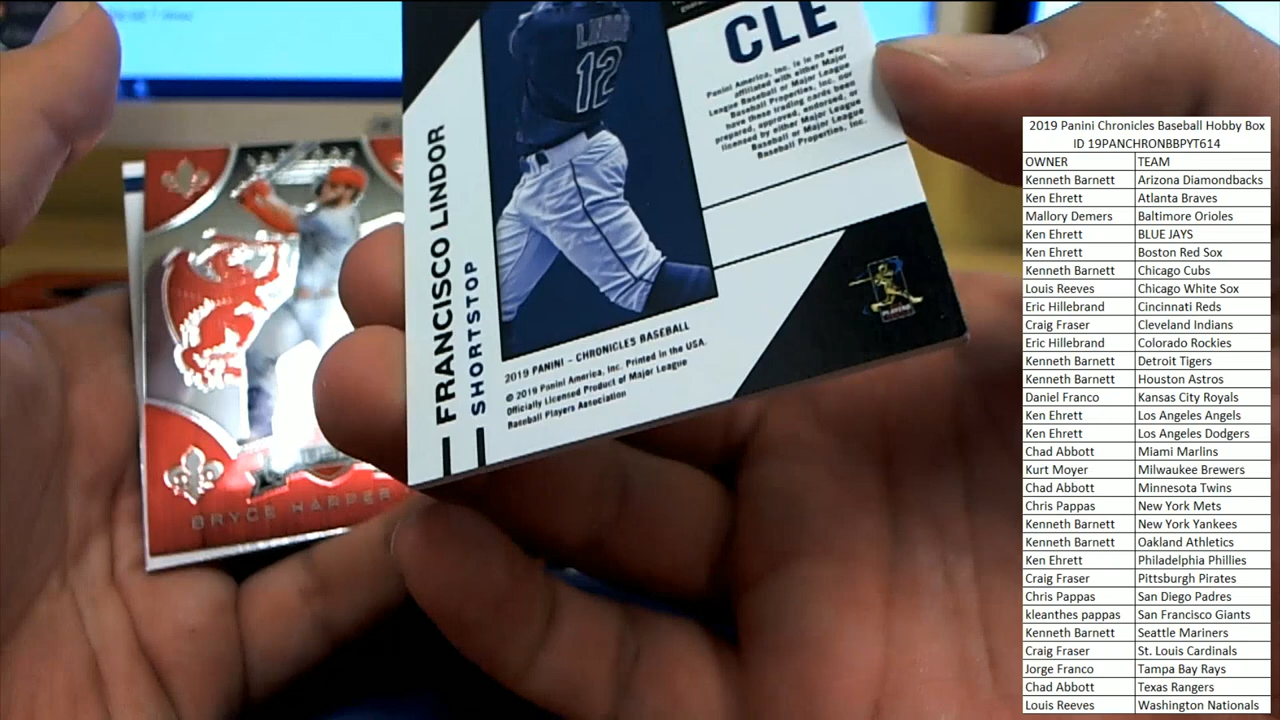 LINDOR
12
CLE
Panini America, Inc. is in no way
affiliated with either Major
League Baseball or Major League
Baseball Properties, Inc. nor
have these trading cards been
prepared, approved, endorsed, or
licensed by either Major League
Baseball or Major League
Baseball Properties, Inc.
FRANCISCO LINDOR
SHORTSTOP
2019 PANINI - CHRONICLES BASEBALL
© 2019 Panini America, Inc. Printed in the USA.
Officially Licensed Product of Major League
Baseball Players Association
PLAYERS
BRYCE HARPER
2019 Panini Chronicles Baseball Hobby Box
ID 19PANCHRONBBPYT614
OWNER TEAM
Kenneth Barnett Arizona Diamondbacks
Ken Ehrett Atlanta Braves
Mallory Demers Baltimore Orioles
Ken Ehrett BLUE JAYS
Ken Ehrett Boston Red Sox
Kenneth Barnett Chicago Cubs
Louis Reeves Chicago White Sox
Eric Hillebrand Cincinnati Reds
Craig Fraser Cleveland Indians
Eric Hillebrand Colorado Rockies
Kenneth Barnett Detroit Tigers
Kenneth Barnett Houston Astros
Daniel Franco Kansas City Royals
Ken Ehrett Los Angeles Angels
Ken Ehrett Los Angeles Dodgers
Chad Abbott Miami Marlins
Kurt Moyer Milwaukee Brewers
Chad Abbott Minnesota Twins
Chris Pappas New York Mets
Kenneth Barnett New York Yankees
Kenneth Barnett Oakland Athletics
Ken Ehrett Philadelphia Phillies
Craig Fraser Pittsburgh Pirates
Chris Pappas San Diego Padres
kleanthes pappas San Francisco Giants
Kenneth Barnett Seattle Mariners
Craig Fraser St. Louis Cardinals
Jorge Franco Tampa Bay Rays
Chad Abbott Texas Rangers
Louis Reeves Washington Nationals